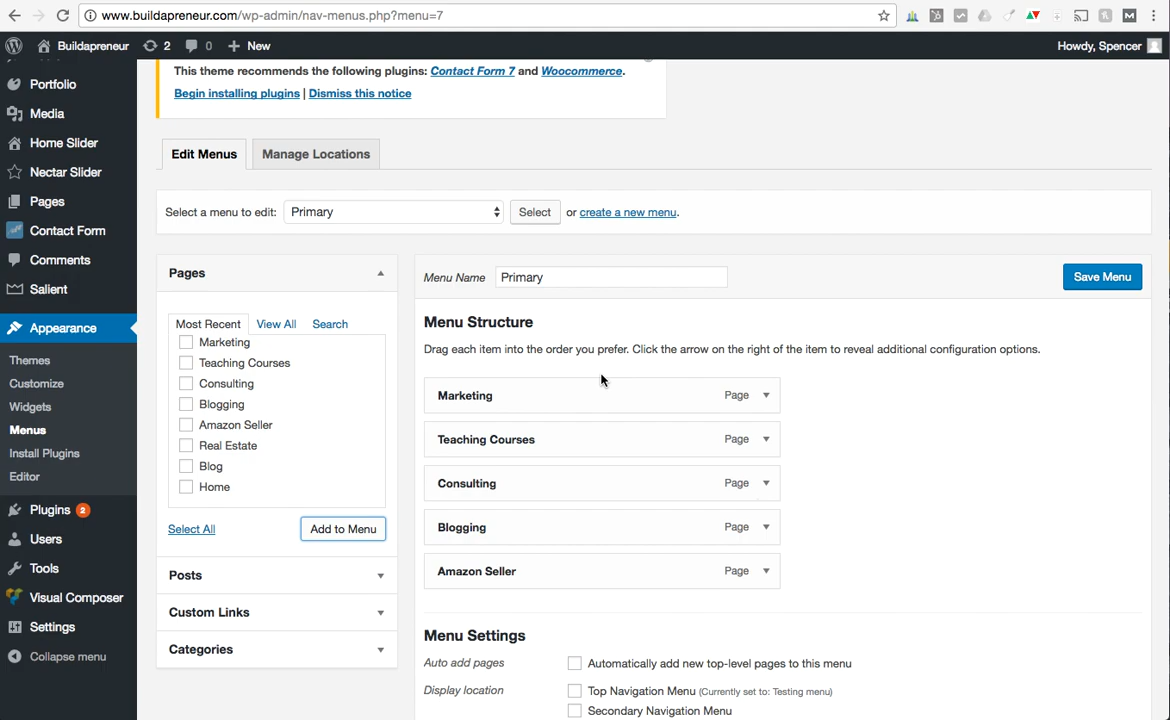 www.buildapreneur.com/wp-admin/nav-menus.php?menu=7
Buildapreneur 2 0 + New Howdy, Spencer
Portfolio
Media
Home Slider
Nectar Slider
Pages
Contact Form
Comments
Salient
Appearance
Themes
Customize
Widgets
Menus
Install Plugins
Editor
Plugins 2
Users
Tools
Visual Composer
Settings
Collapse menu
This theme recommends the following plugins: Contact Form 7 and Woocommerce.
Begin installing plugins | Dismiss this notice
Edit Menus Manage Locations
Select a menu to edit: Primary Select or create a new menu.
Pages
Most Recent View All Search
Marketing
Teaching Courses
Consulting
Blogging
Amazon Seller
Real Estate
Blog
Home
Select All Add to Menu
Posts
Custom Links
Categories
Menu Name Primary Save Menu
Menu Structure
Drag each item into the order you prefer. Click the arrow on the right of the item to reveal additional configuration options.
Marketing Page
Teaching Courses Page
Consulting Page
Blogging Page
Amazon Seller Page
Menu Settings
Auto add pages Automatically add new top-level pages to this menu
Display location Top Navigation Menu (Currently set to: Testing menu)
Secondary Navigation Menu